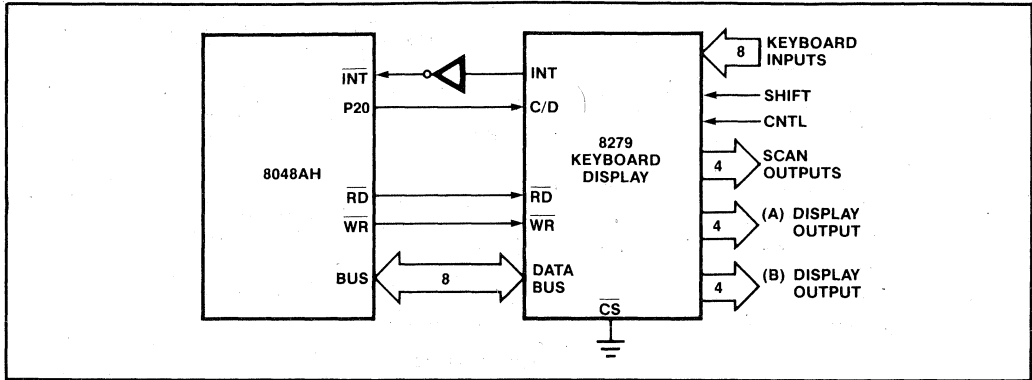 8048AH
INT
P20
RD
WR
BUS
8
INT
C/D
8279
KEYBOARD
DISPLAY
RD
WR
DATA
BUS
CS
8
KEYBOARD
INPUTS
SHIFT
CNTL
4
SCAN
OUTPUTS
4
(A) DISPLAY
OUTPUT
4
(B) DISPLAY
OUTPUT